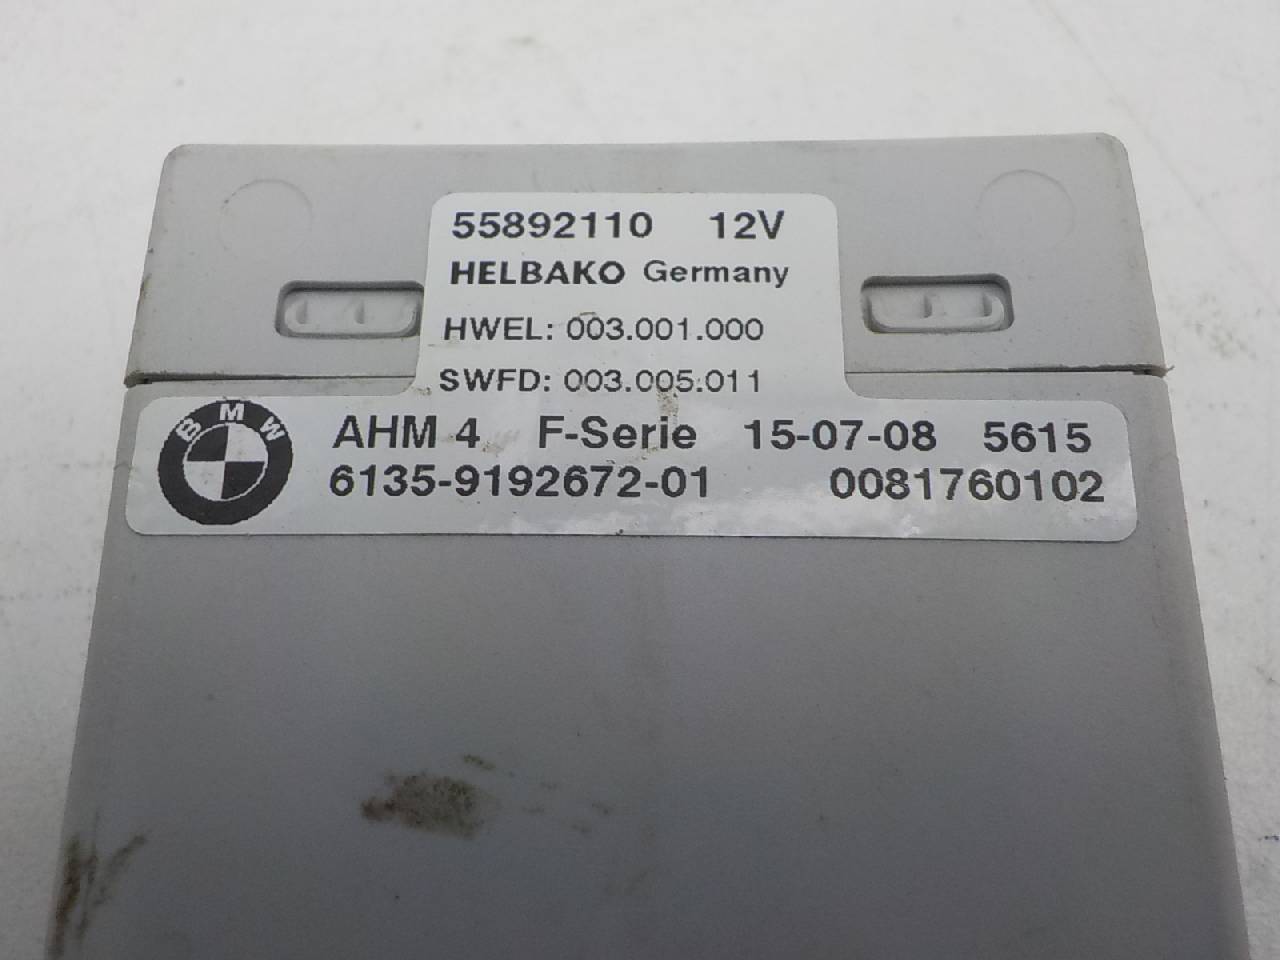 55892110 12V
HELBAKO Germany
HWEL: 003.001.000
SWFD: 003.005.011
BMW
AHM 4 F-Serie 15-07-08 5615
6135-9192672-01 0081760102